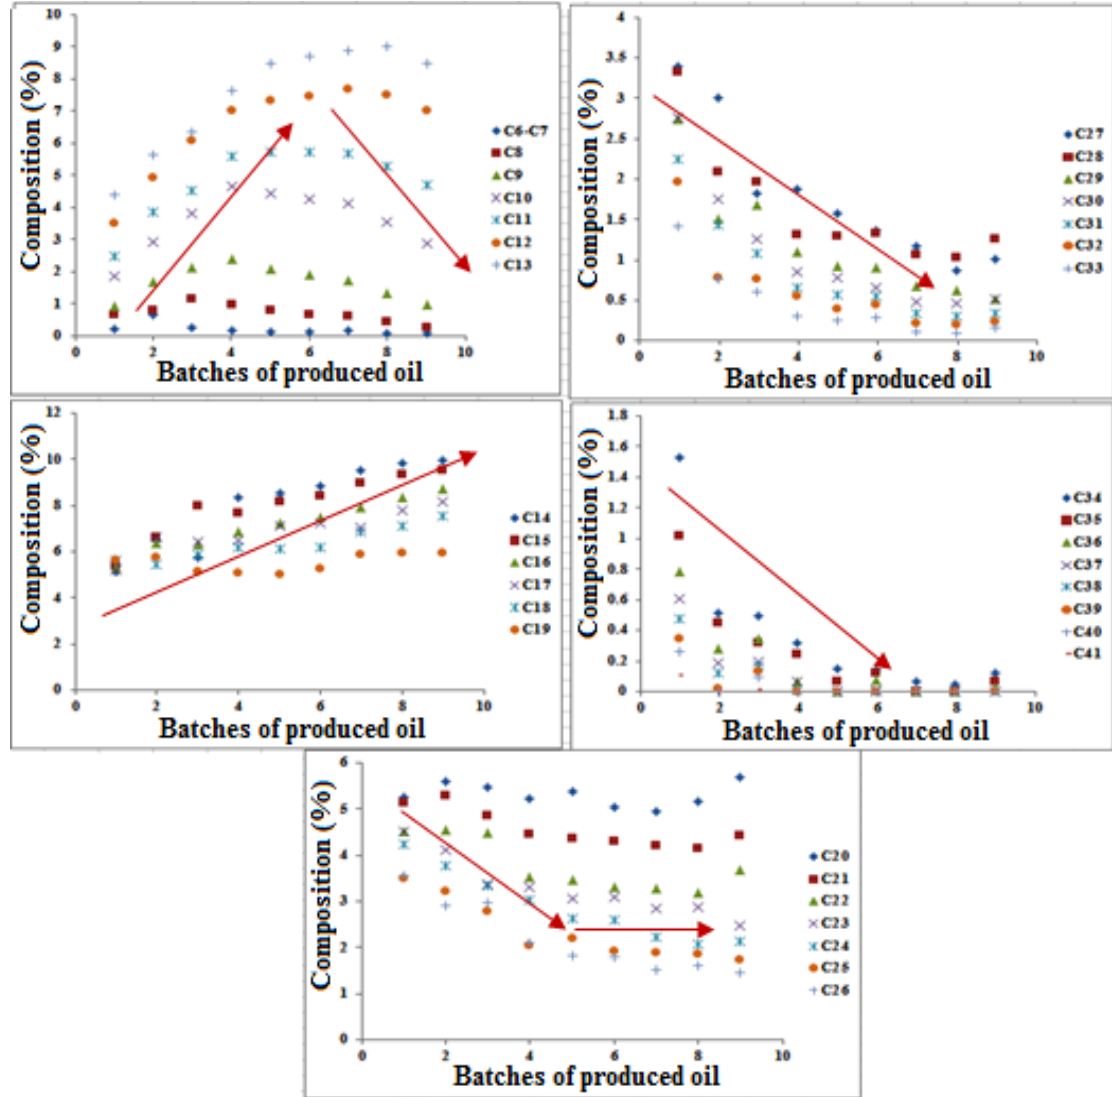 Composition (%)
10
9
8
7
6
5
4
3
2
1
0
0 2 4 6 8 10
Batches of produced oil
C6-C7
C8
C9
C10
C11
C12
C13
Composition (%)
4
3.5
3
2.5
2
1.5
1
0.5
0
0 2 4 6 8 10
Batches of produced oil
C27
C28
C29
C30
C31
C32
C33
Composition (%)
12
10
8
6
4
2
0
0 2 4 6 8 10
Batches of produced oil
C14
C15
C16
C17
C18
C19
Composition (%)
1.8
1.6
1.4
1.2
1
0.8
0.6
0.4
0.2
0
0 2 4 6 8 10
Batches of produced oil
C34
C35
C36
C37
C38
C39
C40
C41
Composition (%)
6
5
4
3
2
1
0
0 2 4 6 8 10
Batches of produced oil
C20
C21
C22
C23
C24
C25
C26